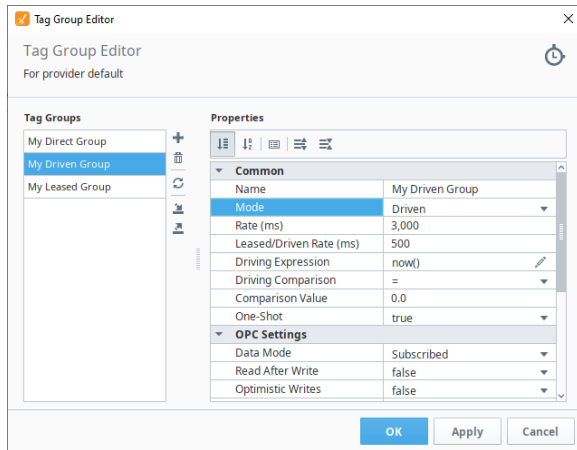 Tag Group Editor
Tag Group Editor
For provider default
Tag Groups
My Direct Group
My Driven Group
My Leased Group
Properties
Common
Name My Driven Group
Mode Driven
Rate (ms) 3,000
Leased/Driven Rate (ms) 500
Driving Expression now()
Driving Comparison =
Comparison Value 0.0
One-Shot true
OPC Settings
Data Mode Subscribed
Read After Write false
Optimistic Writes false
OK Apply Cancel